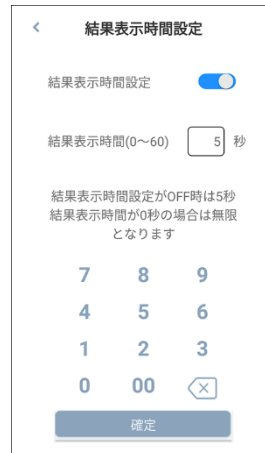 結果表示時間設定
結果表示時間設定
結果表示時間(0〜60) 5 秒
結果表示時間設定がOFF時は5秒
結果表示時間が0秒の場合は無限
となります
7 8 9
4 5 6
1 2 3
0 00
確定